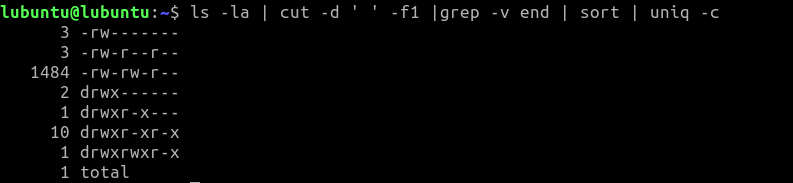 lubuntu@lubuntu:~$ ls -la | cut -d ' ' -f1 |grep -v end | sort | uniq -c
3 -rw-------
3 -rw-r--r--
1484 -rw-rw-r--
2 drwx------
1 drwxr-x---
10 drwxr-xr-x
1 drwxrwxr-x
1 total